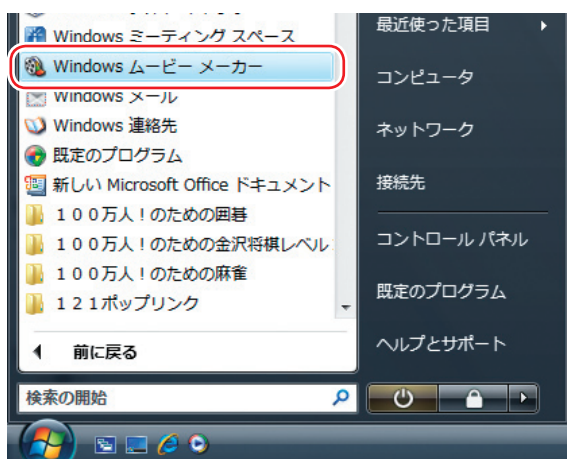 Windows ミーティング スペース
Windows ムービー メーカー
Windows メール
Windows 連絡先
既定のプログラム
新しい Microsoft Office ドキュメント
１００万人！のための囲碁
１００万人！のための金沢将棋レベル
１００万人！のための麻雀
１２１ポップリンク
前に戻る
検索の開始
最近使った項目
コンピュータ
ネットワーク
接続先
コントロール パネル
既定のプログラム
ヘルプとサポート